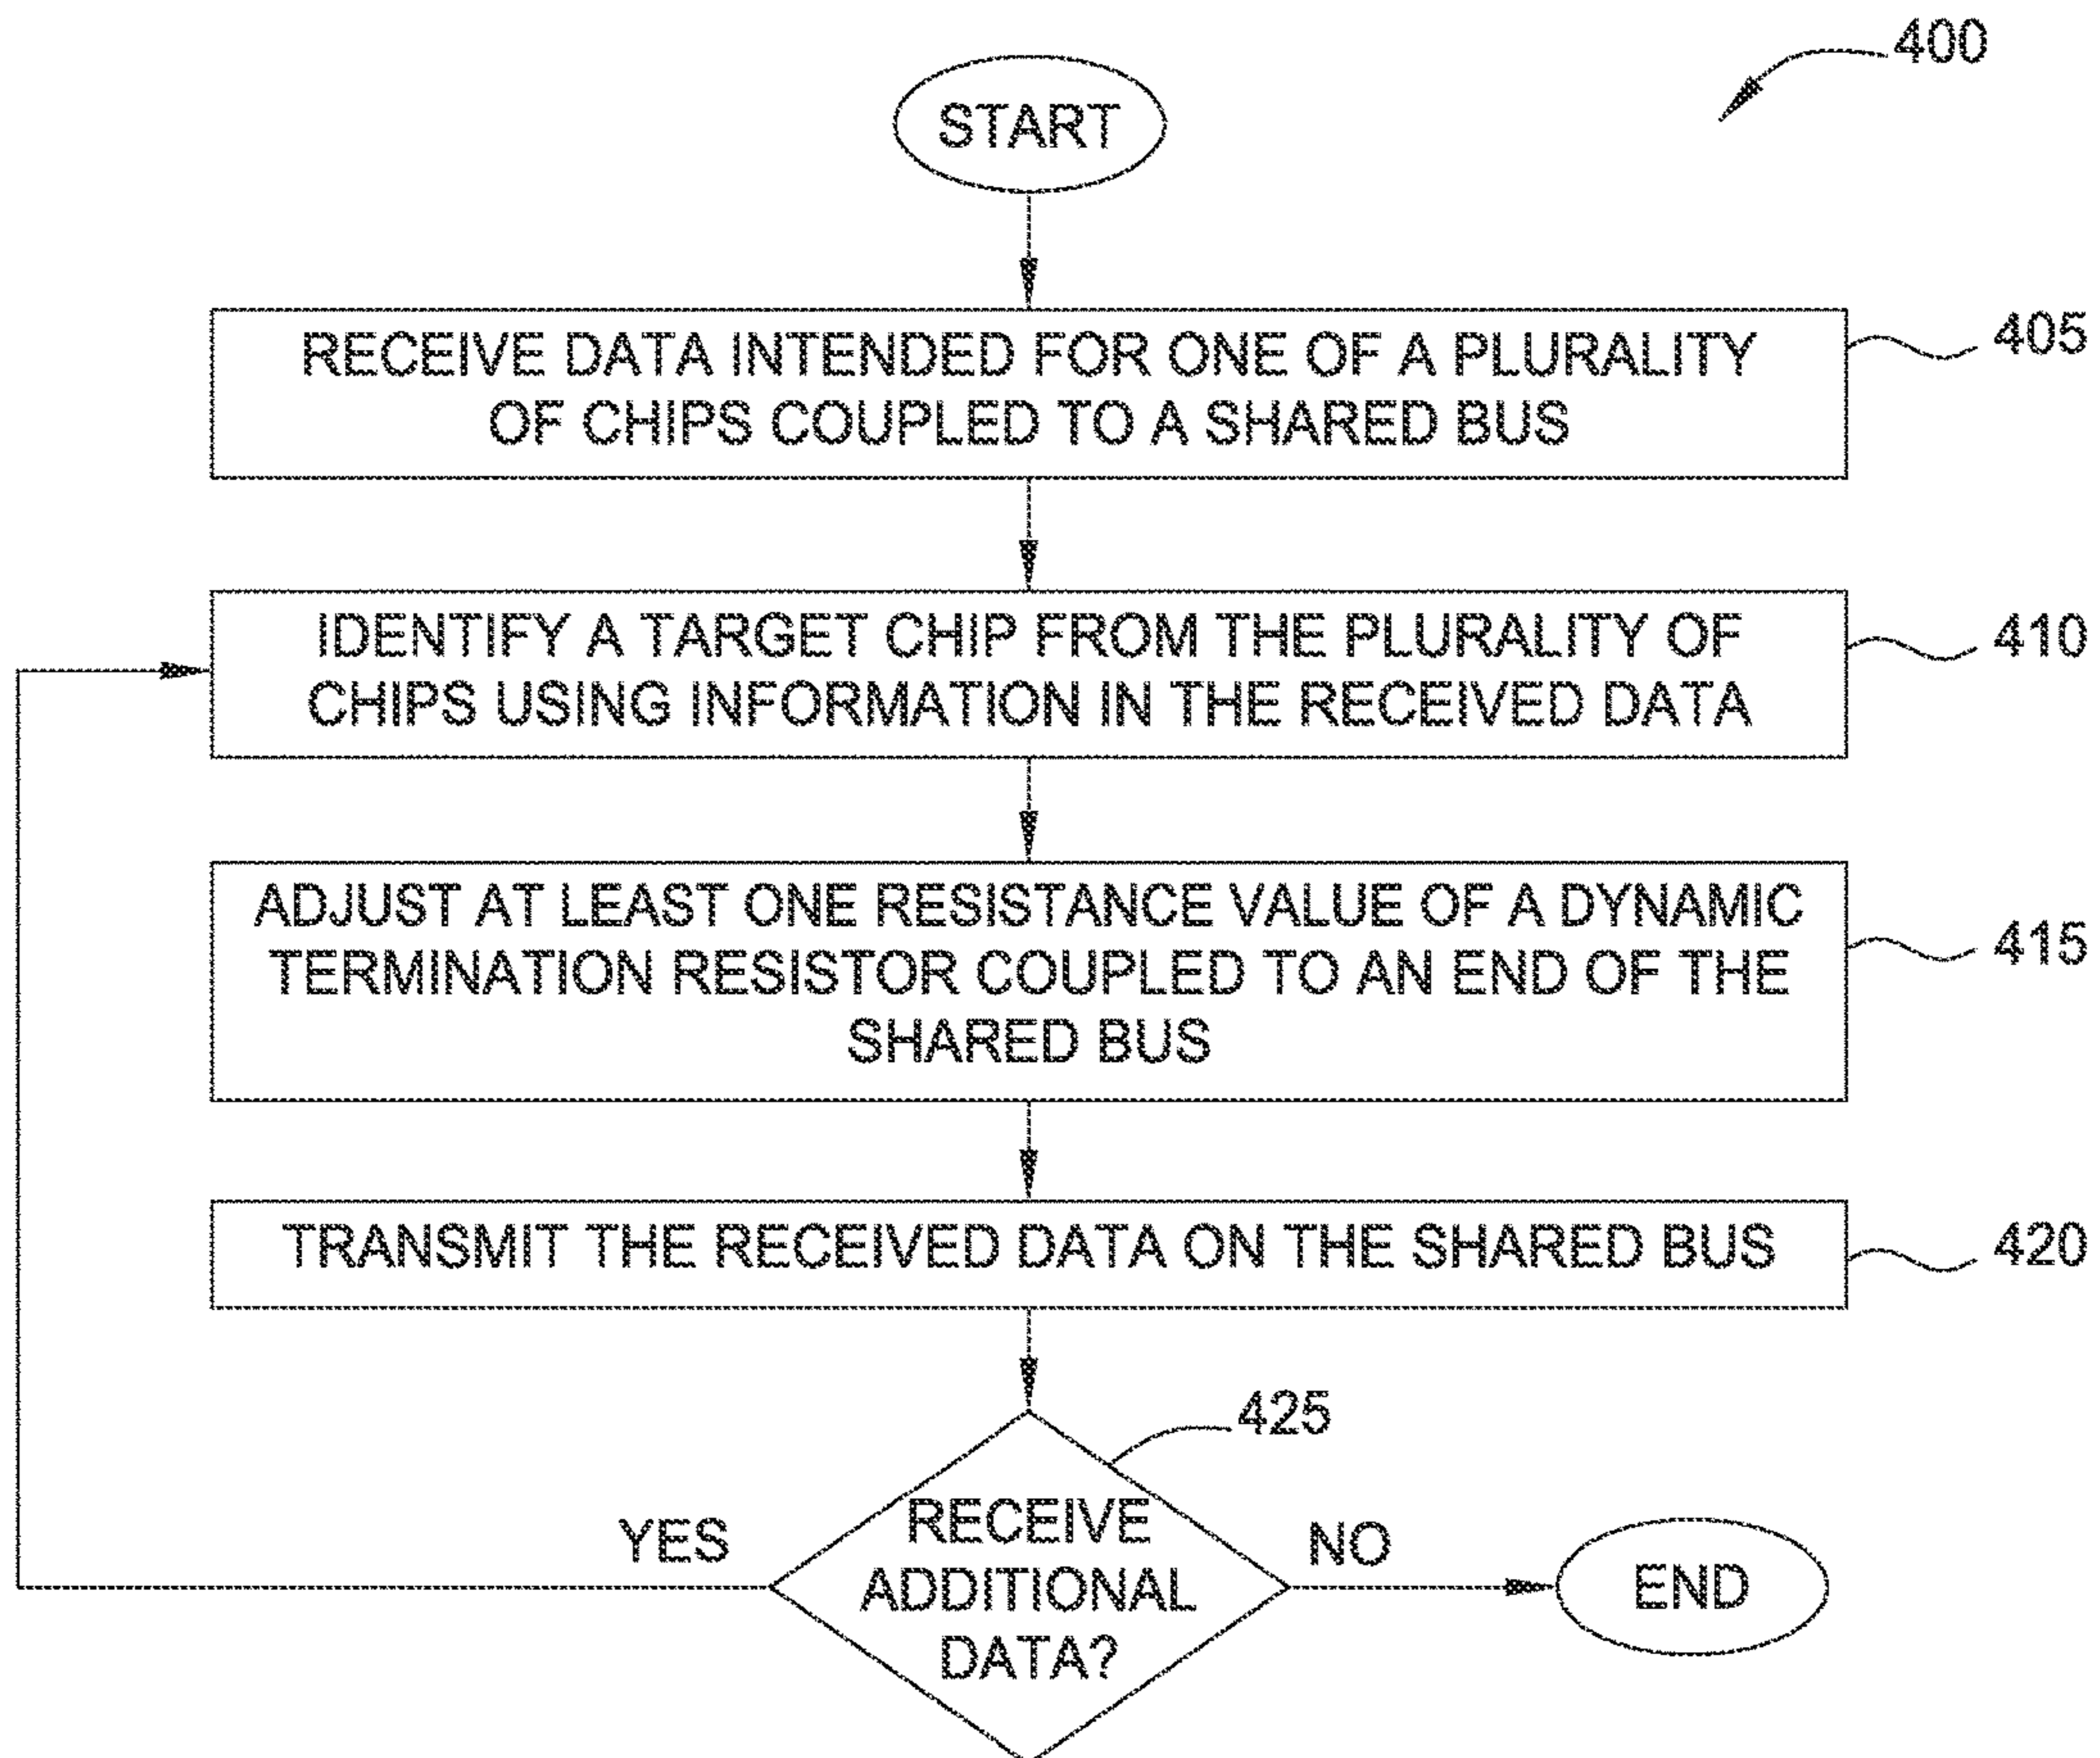 400
START
RECEIVE DATA INTENDED FOR ONE OF A PLURALITY
OF CHIPS COUPLED TO A SHARED BUS
405
IDENTIFY A TARGET CHIP FROM THE PLURALITY OF
CHIPS USING INFORMATION IN THE RECEIVED DATA
410
ADJUST AT LEAST ONE RESISTANCE VALUE OF A DYNAMIC
TERMINATION RESISTOR COUPLED TO AN END OF THE
SHARED BUS
415
TRANSMIT THE RECEIVED DATA ON THE SHARED BUS
420
425
RECEIVE
ADDITIONAL
DATA?
YES
NO
END